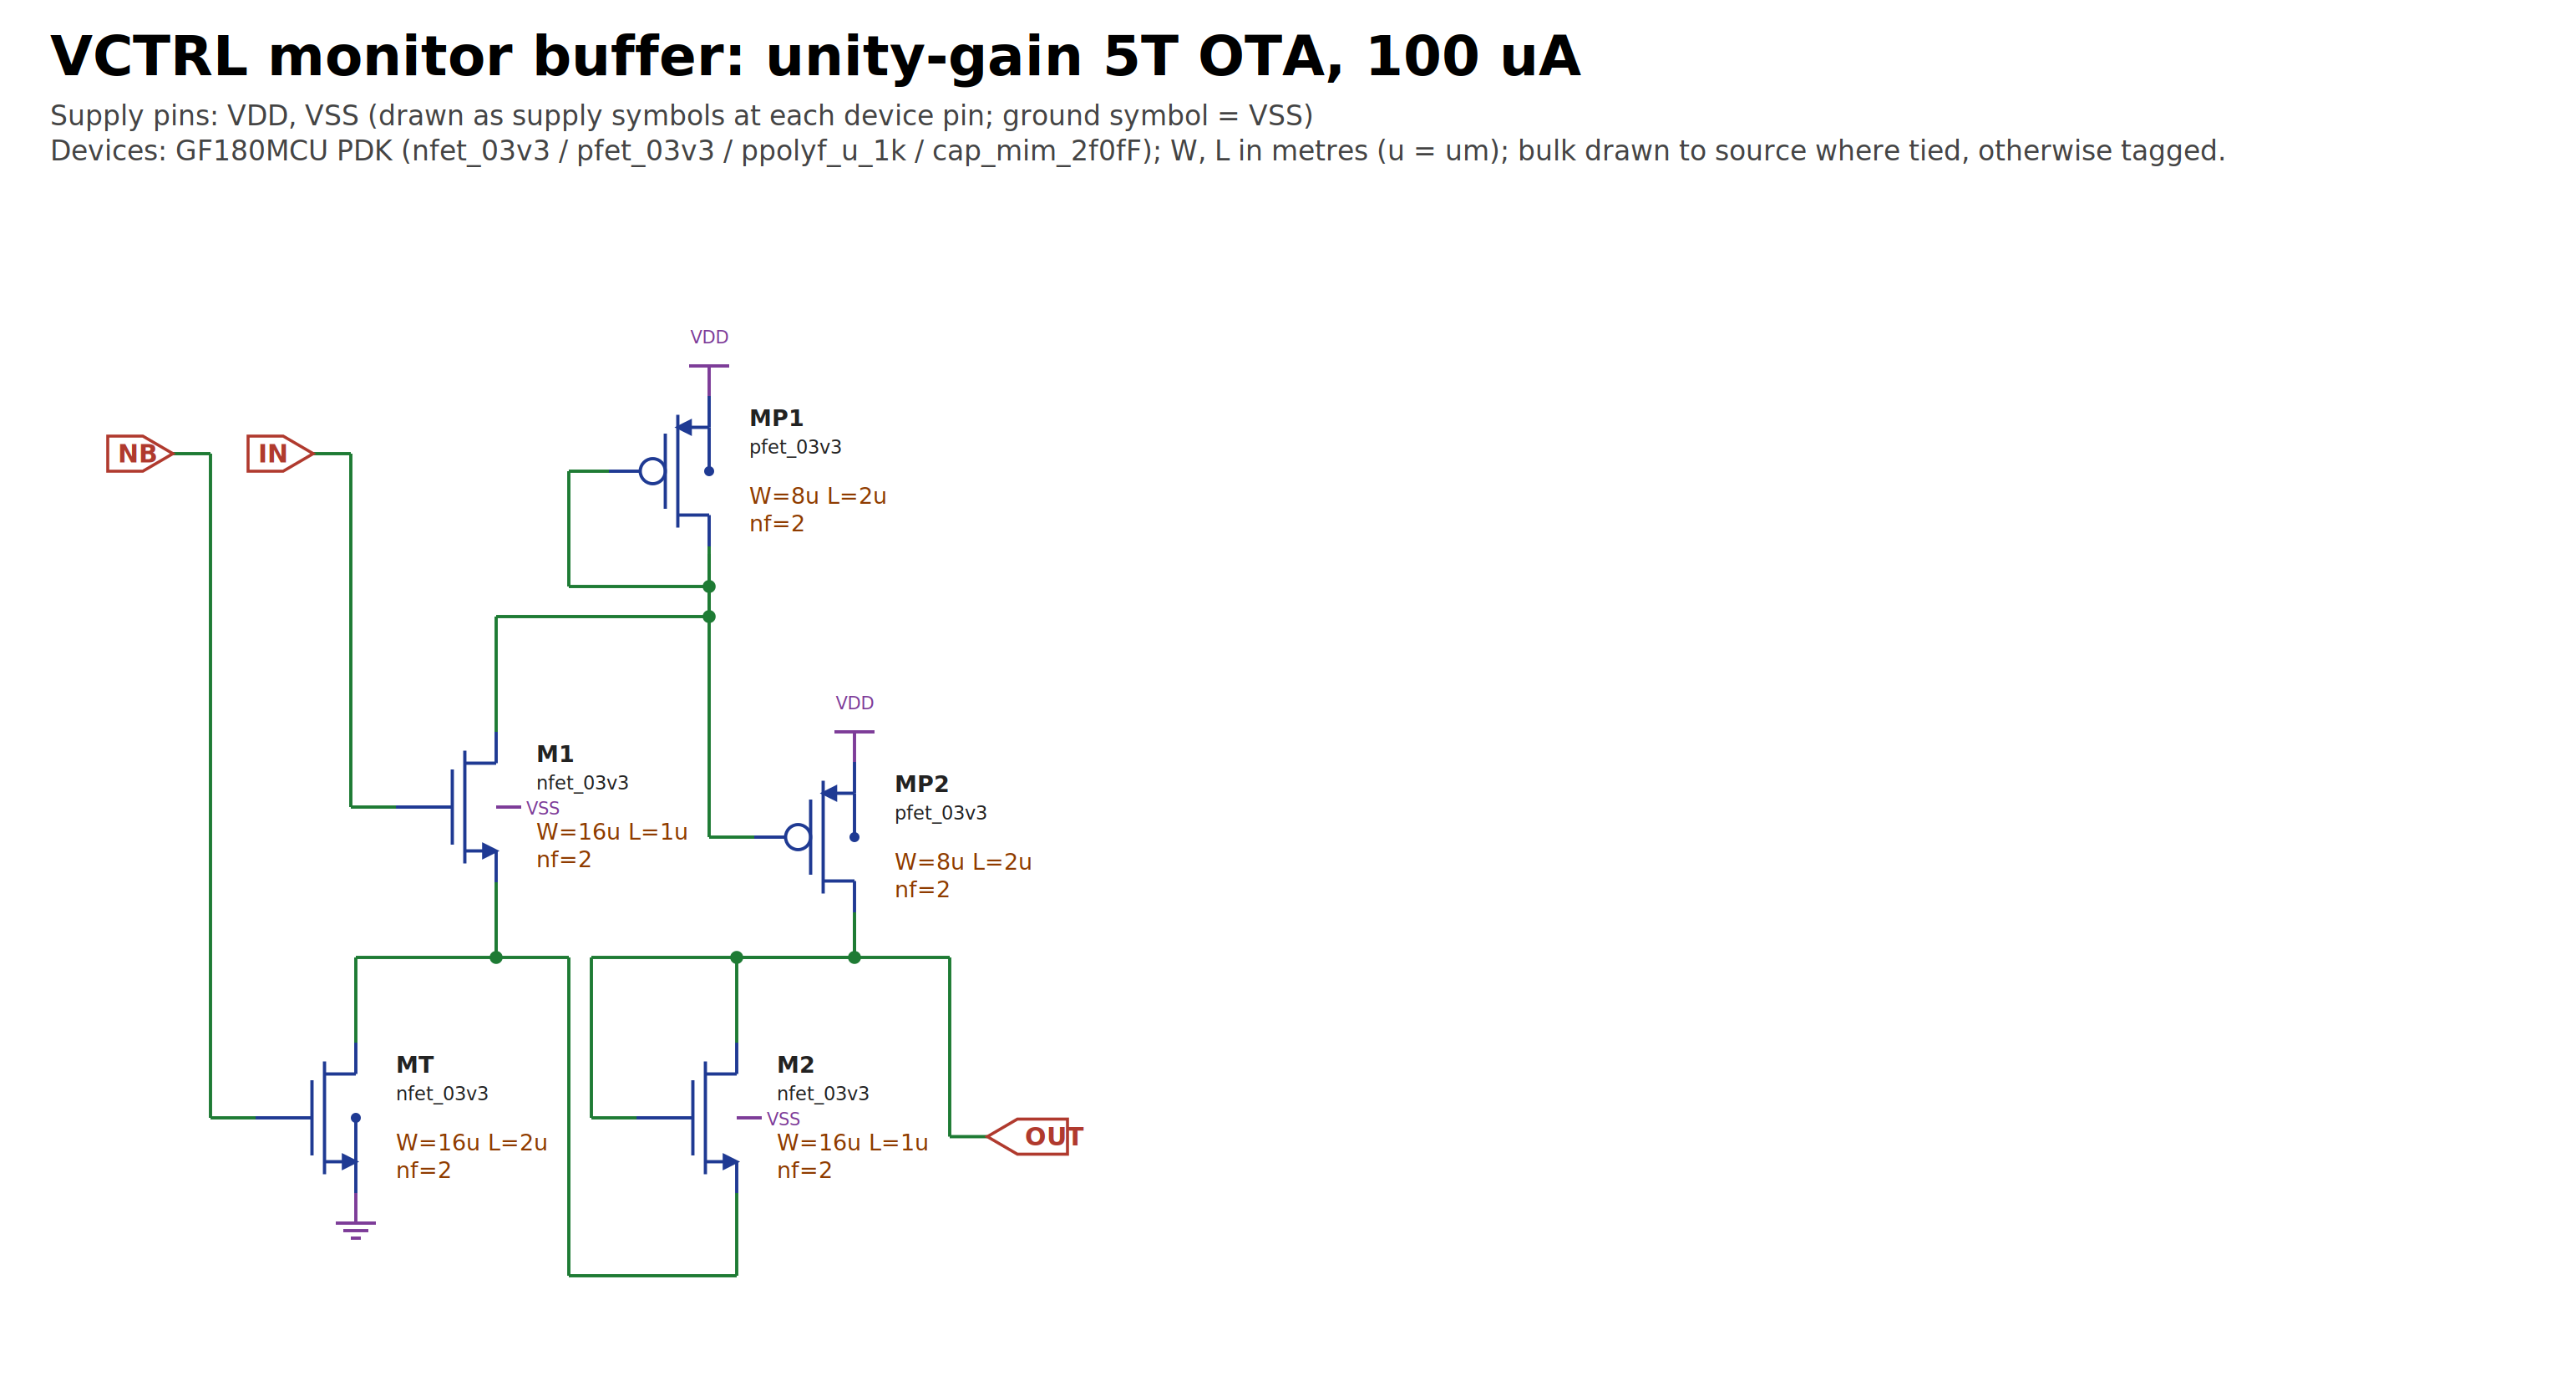 VCTRL monitor buffer: unity-gain 5T OTA, 100 uA
Supply pins: VDD, VSS (drawn as supply symbols at each device pin; ground symbol = VSS)
Devices: GF180MCU PDK (nfet_03v3 / pfet_03v3 / ppolyf_u_1k / cap_mim_2f0fF); W, L in metres (u = um); bulk drawn to source where tied, otherwise tagged.
VDD
MP1
pfet_03v3
W=8u L=2u
nf=2
NB
IN
VDD
M1
nfet_03v3
VSS
W=16u L=1u
nf=2
MP2
pfet_03v3
W=8u L=2u
nf=2
MT
nfet_03v3
W=16u L=2u
nf=2
M2
nfet_03v3
VSS
W=16u L=1u
nf=2
OUT